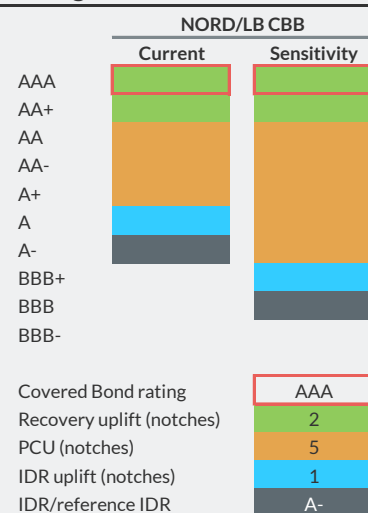 NORD/LB CBB
Current Sensitivity
AAA
AA+
AA
AA-
A+
A
A-
BBB+
BBB
BBB-
Covered Bond rating AAA
Recovery uplift (notches) 2
PCU (notches) 5
IDR uplift (notches) 1
IDR/reference IDR A-